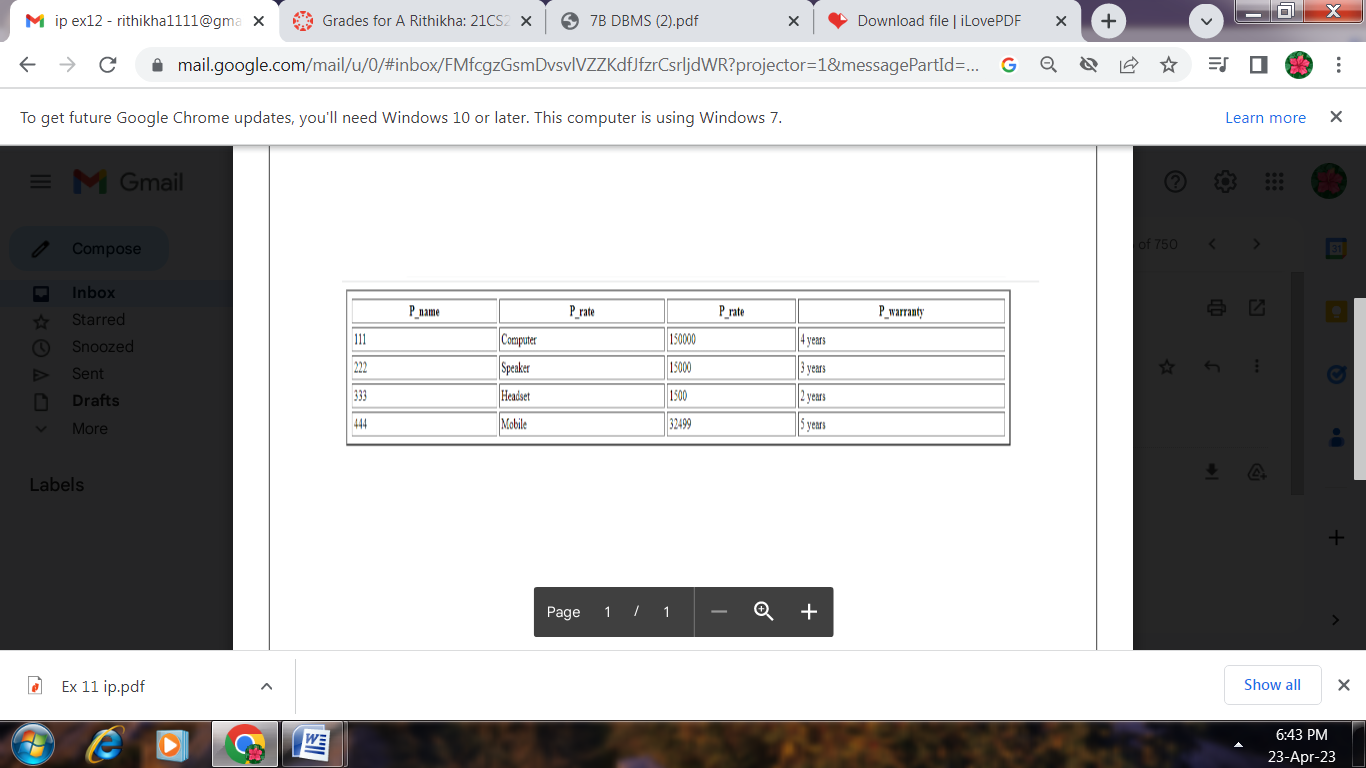 ip ex12 - rithikha1111@gma
Grades for A Rithikha: 21CS2
7B DBMS (2).pdf
Download file | iLovePDF
mail.google.com/mail/u/0/#inbox/FMfcgzGsmDvsvlVZZKdfJfzrCsrljdWR?projector=1&messagePartId=...
To get future Google Chrome updates, you'll need Windows 10 or later. This computer is using Windows 7.
Learn more
Gmail
Compose
of 750
Inbox
Starred
Snoozed
Sent
Drafts
More
Labels
P_name P_rate P_rate P_warranty
111 Computer 150000 4 years
222 Speaker 15000 3 years
333 Headset 1500 2 years
444 Mobile 32499 5 years
31
Page 1 / 1
Ex 11 ip.pdf
Show all
6:43 PM
23-Apr-23